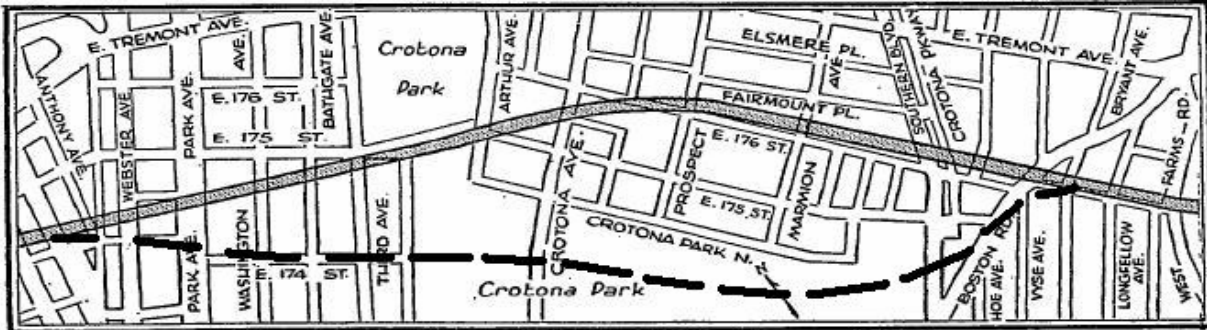 E. TREMONT AVE.
ANTHONY AVE.
WEBSTER AVE.
PARK AVE.
AVE.
E. 176 ST.
E. 175 ST.
BATHGATE AVE.
Crotona
Park
ARTHUR AVE.
ELSMERE PL.
AVE.
FAIRMOUNT PL.
SOUTHERN BLVD.
CROTONA PKWAY
E. TREMONT AVE.
BRYANT AVE.
FARMS RD.
E. 176 ST.
PROSPECT
MARMION
E. 175 ST.
CROTONA AVE.
CROTONA PARK N.
PARK AVE.
WASHINGTON
E. 174 ST.
THIRD AVE.
Crotona Park
BOSTON RD.
HOE AVE.
VYSE AVE.
LONGFELLOW
AVE.
WEST